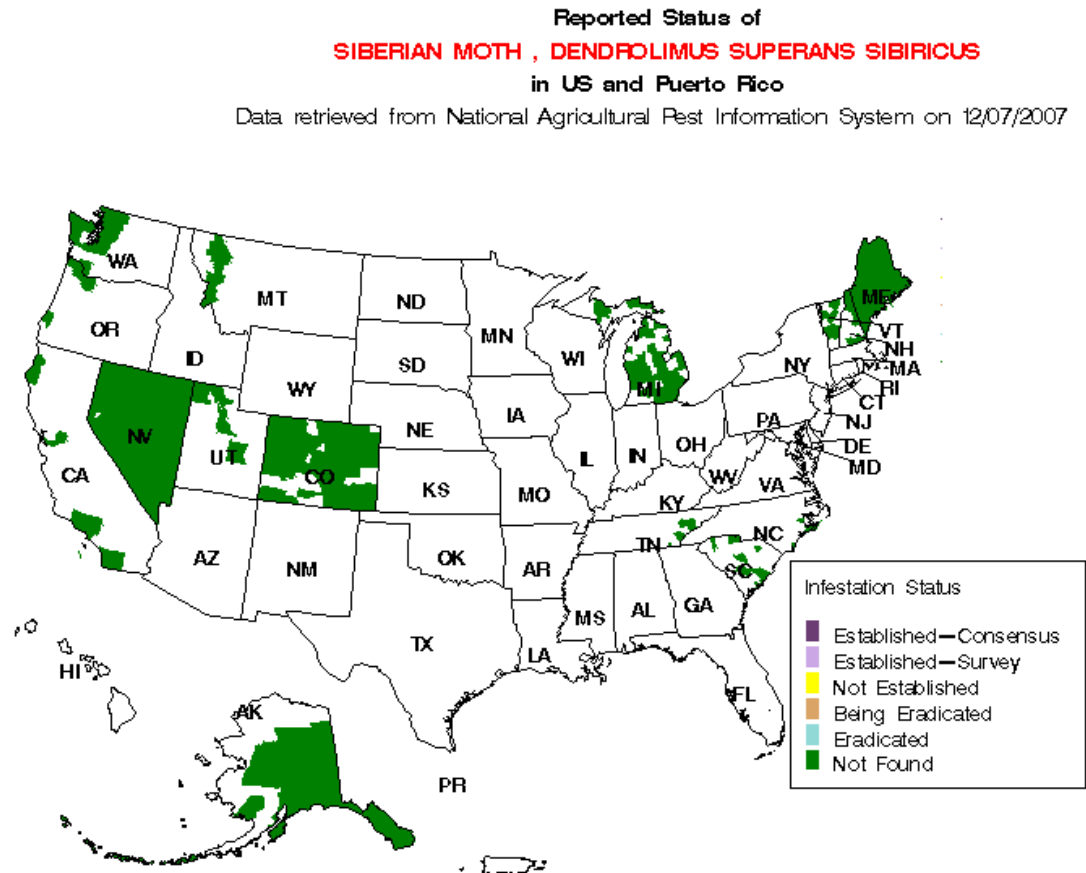 Reported Status of
SIBERIAN MOTH , DENDROLIMUS SUPERANS SIBIRICUS
in US and Puerto Rico
Data retrieved from National Agricultural Pest Information System on 12/07/2007
WA
MT
ND
MN
ME
VT
NH
MA
RI
CT
OR
ID
WY
SD
WI
MI
NY
NV
UT
CO
NE
IA
IL
IN
OH
PA
NJ
DE
MD
CA
KS
MO
KY
WV
VA
AZ
NM
OK
AR
TN
NC
SC
MS
AL
GA
TX
LA
FL
HI
AK
PR
Infestation Status
Established—Consensus
Established—Survey
Not Established
Being Eradicated
Eradicated
Not Found